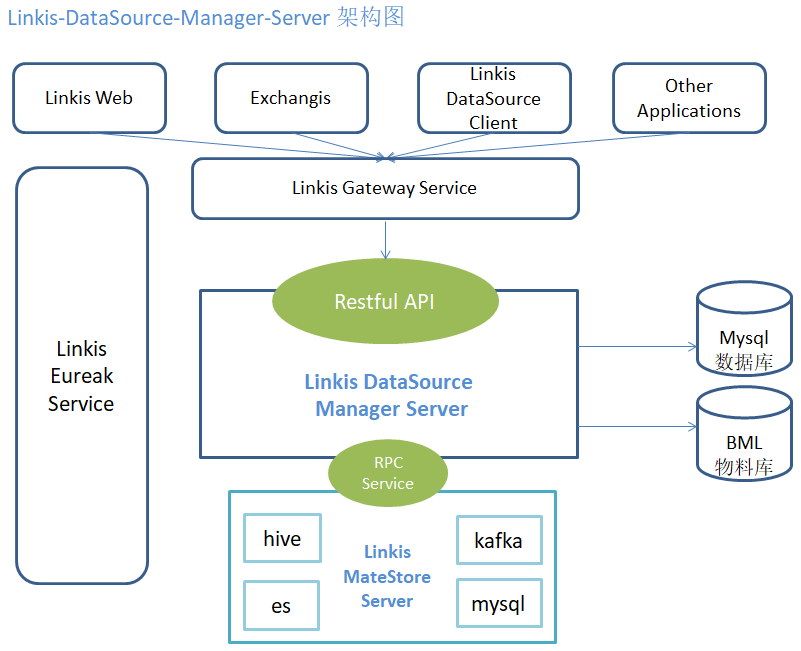 Linkis-DataSource-Manager-Server 架构图
Linkis Web
Exchangis
Linkis
DataSource
Client
Other
Applications
Linkis Gateway Service
Restful API
Linkis DataSource
Manager Server
Linkis
Eureak
Service
Mysql
数据库
BML
物料库
RPC
Service
hive
kafka
Linkis
MateStore
Server
es
mysql